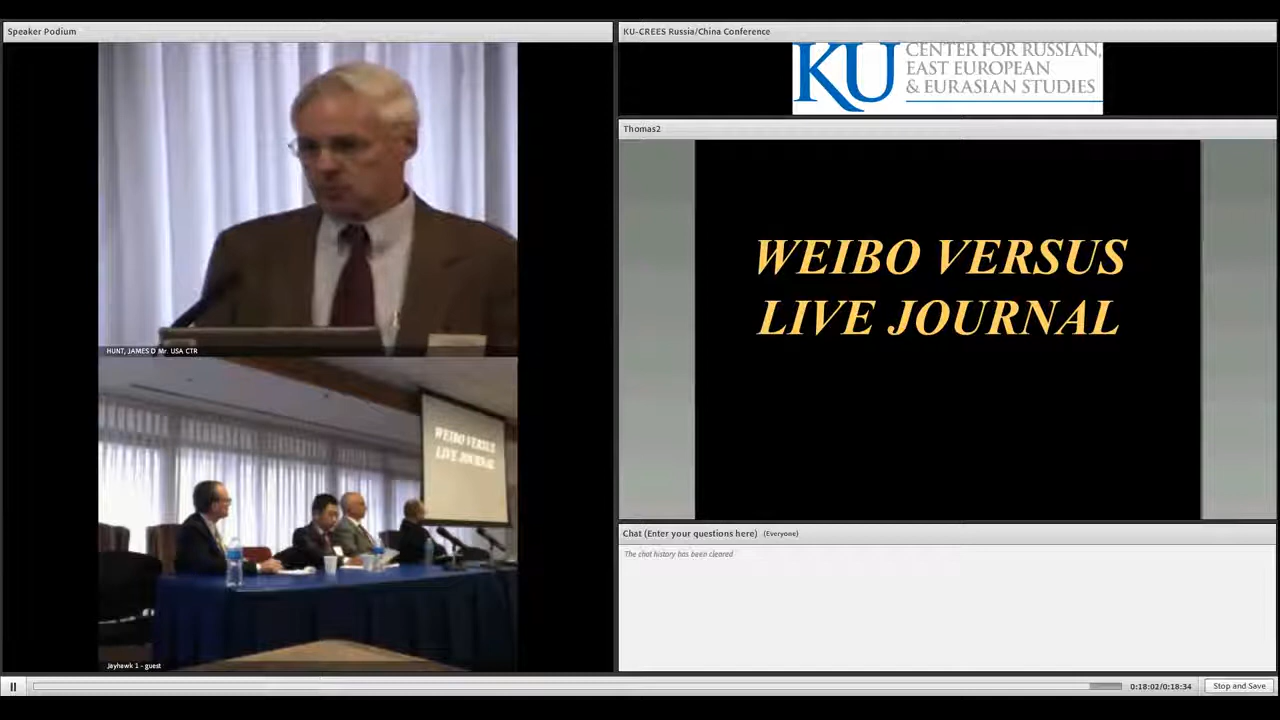 Speaker Podium
HUNT, JAMES D Mr. USA CTR
WEIBO VERSUS
LIVE JOURNAL
Jayhawk 1 - guest
KU-CREES Russia/China Conference
KU
CENTER FOR RUSSIAN,
EAST EUROPEAN
& EURASIAN STUDIES
Thomas2
WEIBO VERSUS
LIVE JOURNAL
Chat (Enter your questions here) (Everyone)
The chat history has been cleared
0:18:02/0:18:34
Stop and Save